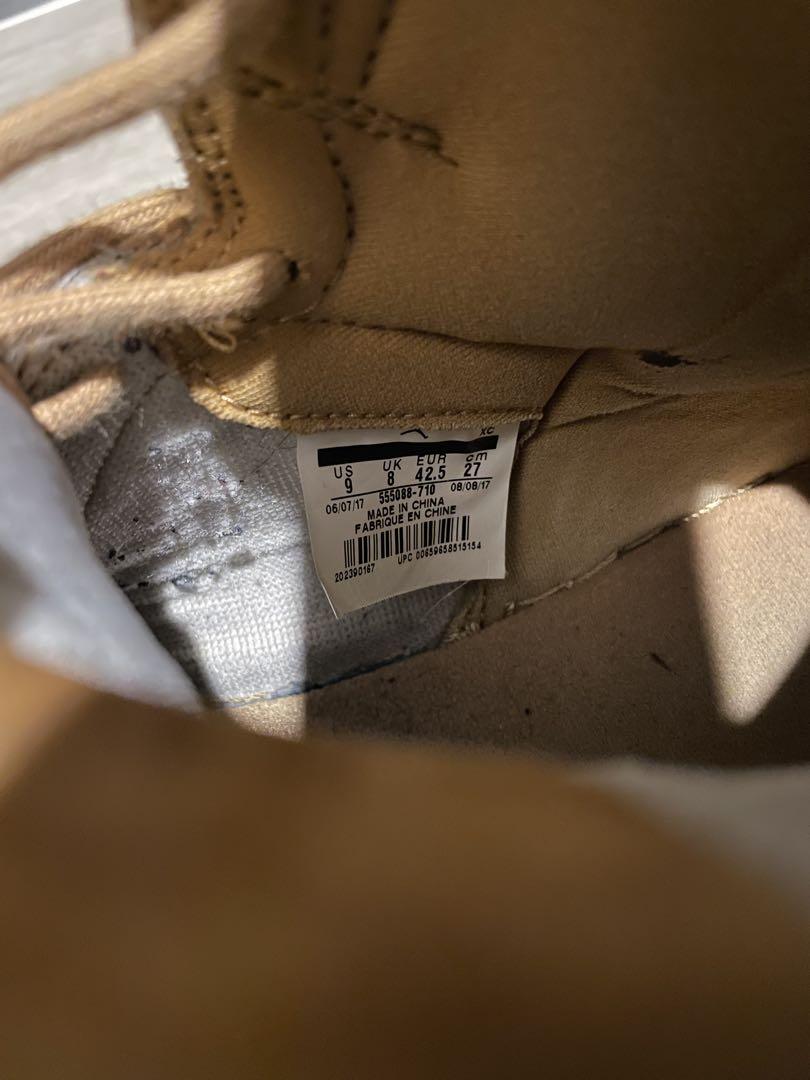 XC
US UK EUR cm
9 8 42.5 27
06/07/17 555088-710 08/08/17
MADE IN CHINA
FABRIQUE EN CHINE
202390167 UPC 00659658515154